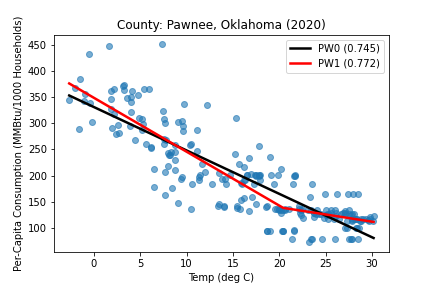 County: Pawnee, Oklahoma (2020)
Per-Capita Consumption (MMBtu/1000 Households)
450
400
350
300
250
200
150
100
PW0 (0.745)
PW1 (0.772)
0 5 10 15 20 25 30
Temp (deg C)